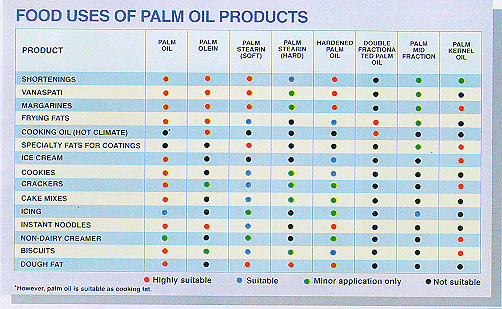 FOOD USES OF PALM OIL PRODUCTS
PRODUCT
PALM OIL
PALM OLEIN
PALM STEARIN (SOFT)
PALM STEARIN (HARD)
HARDENED PALM OIL
DOUBLE FRACTIONA TED PALM OIL
PALM MID FRACTION
PALM KERNEL OIL
SHORTENINGS
VANASPATI
MARGARINES
FRYING FATS
COOKING OIL (HOT CLIMATE)
*
SPECIALTY FATS FOR COATINGS
ICE CREAM
COOKIES
CRACKERS
CAKE MIXES
ICING
INSTANT NOODLES
NON-DAIRY CREAMER
BISCUITS
DOUGH FAT
Highly suitable
Suitable
Minor application only
Not suitable
*However, palm oil is suitable as cooking fat.